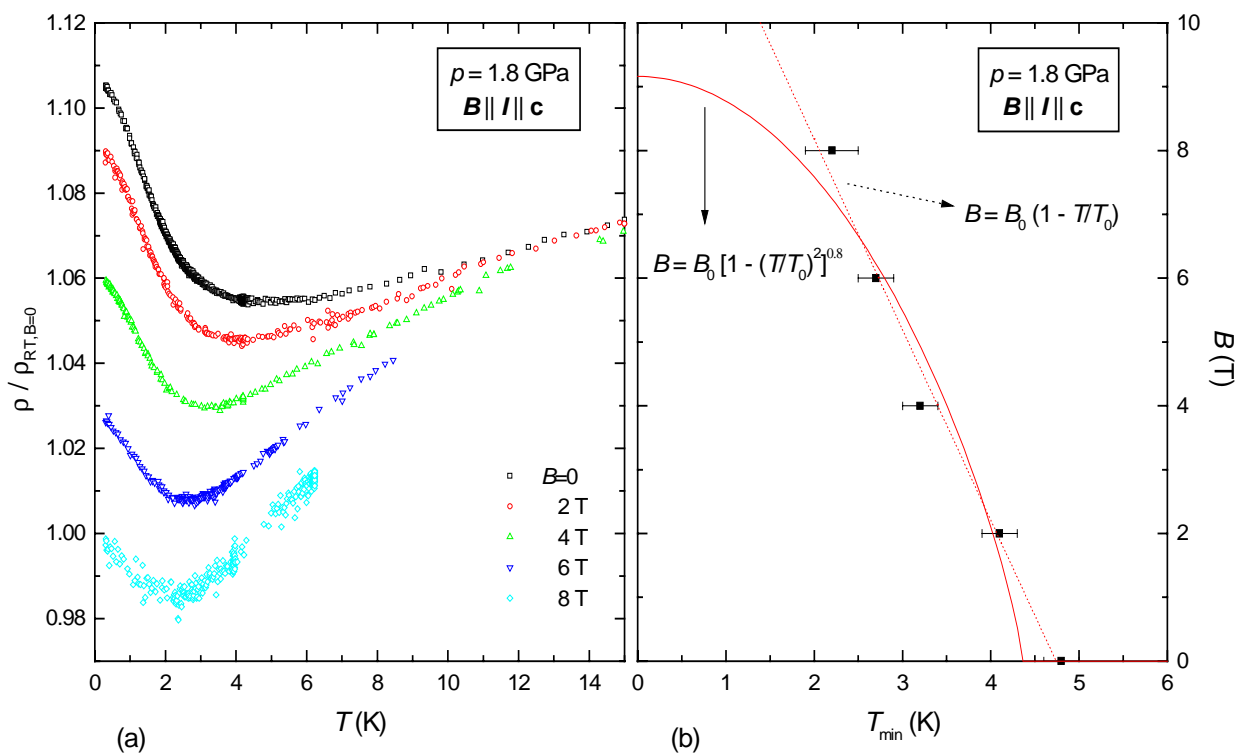 1.12
1.10
1.08
1.06
1.04
1.02
1.00
0.98
ρ / ρRT,B=0
p = 1.8 GPa
B || I || c
B=0
2 T
4 T
6 T
8 T
0 2 4 6 8 10 12 14
T (K)
(a)
p = 1.8 GPa
B || I || c
B = B0 (1 - T/T0)
B = B0 [1 - (T/T0)²]^0.8
10
8
6
4
2
0
B (T)
0 1 2 3 4 5 6
Tmin (K)
(b)